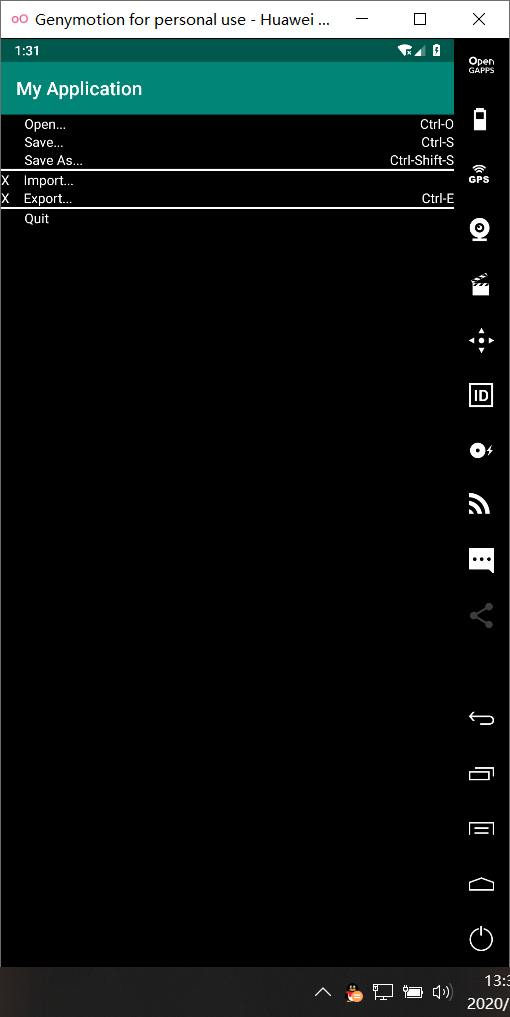 Genymotion for personal use - Huawei ...
1:31
Open
GAPPS
My Application
Open... Ctrl-O
Save... Ctrl-S
Save As... Ctrl-Shift-S
X Import...
X Export... Ctrl-E
Quit
GPS
ID
13:3
2020/